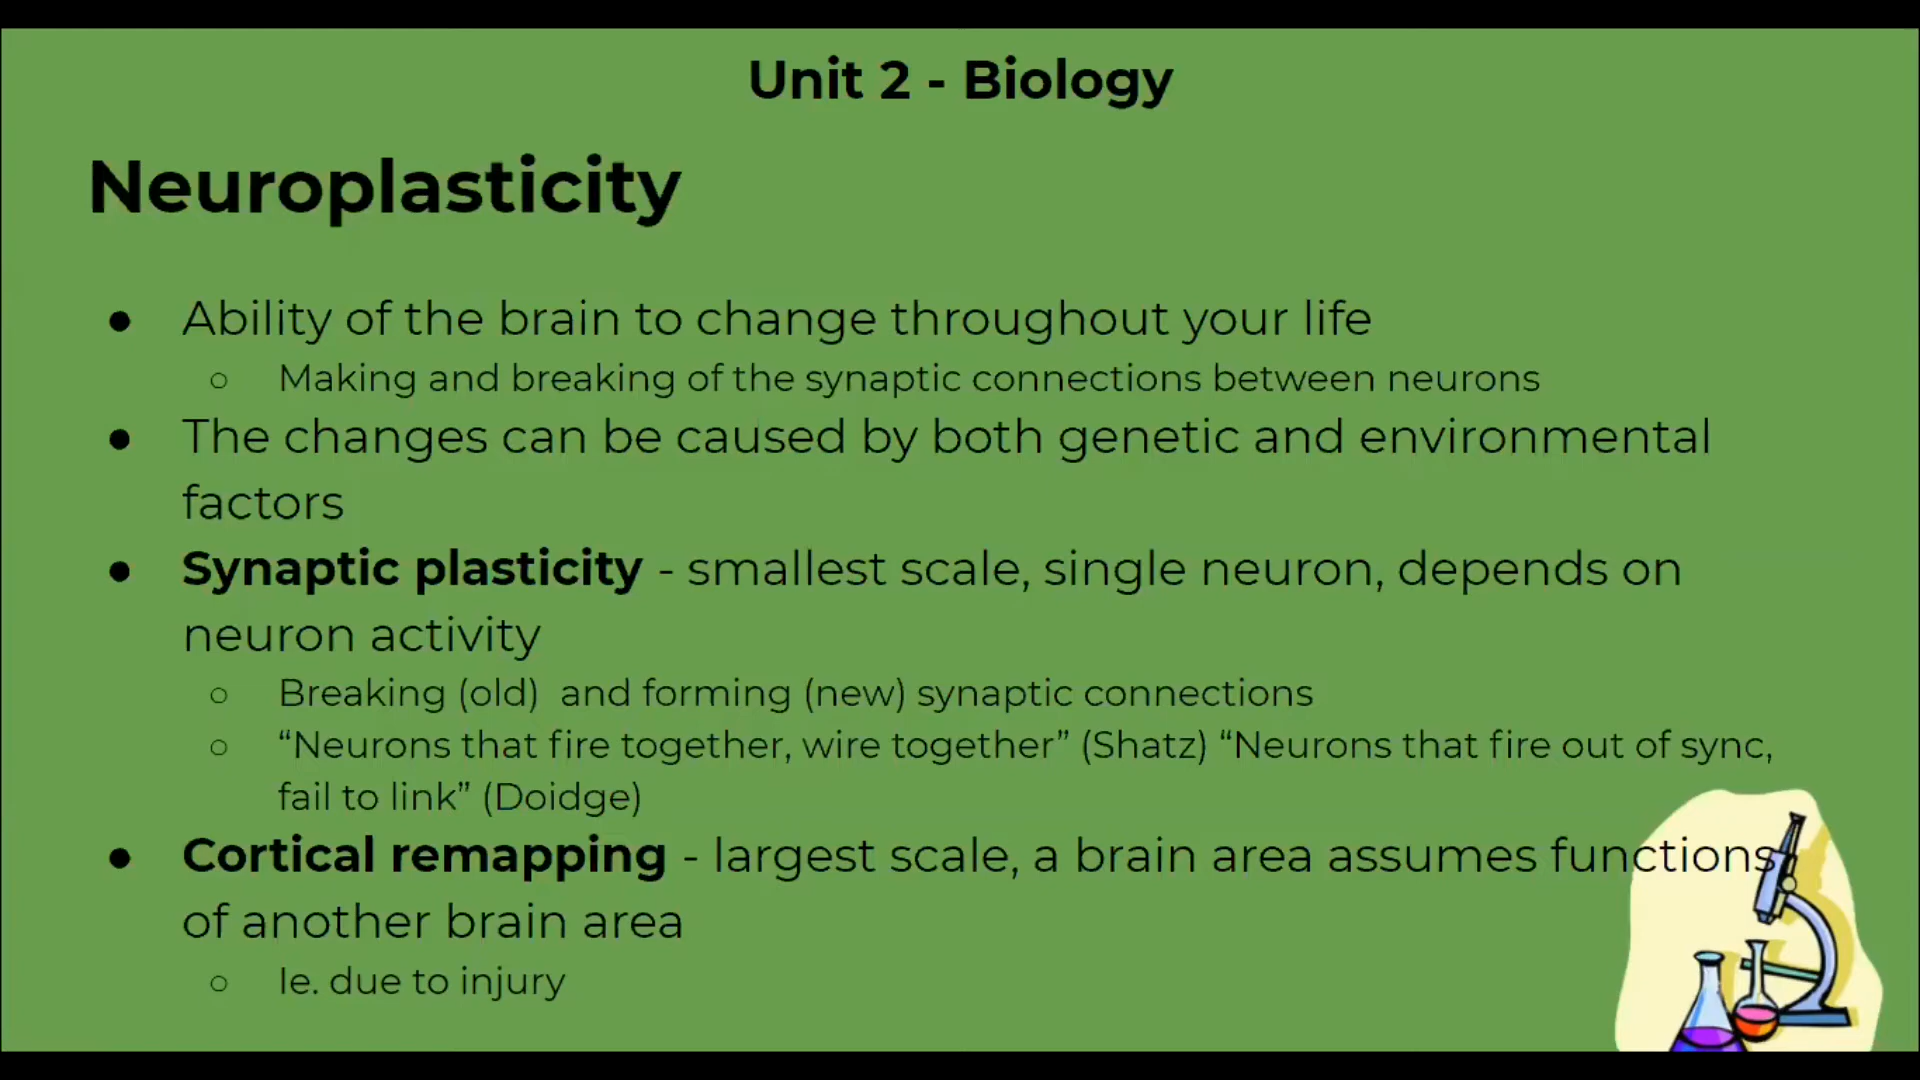 Unit 2 - Biology
Neuroplasticity
● Ability of the brain to change throughout your life
○ Making and breaking of the synaptic connections between neurons
● The changes can be caused by both genetic and environmental
factors
● Synaptic plasticity - smallest scale, single neuron, depends on
neuron activity
○ Breaking (old)  and forming (new) synaptic connections
○ “Neurons that fire together, wire together” (Shatz) “Neurons that fire out of sync,
fail to link” (Doidge)
● Cortical remapping - largest scale, a brain area assumes functions
of another brain area
○ Ie. due to injury